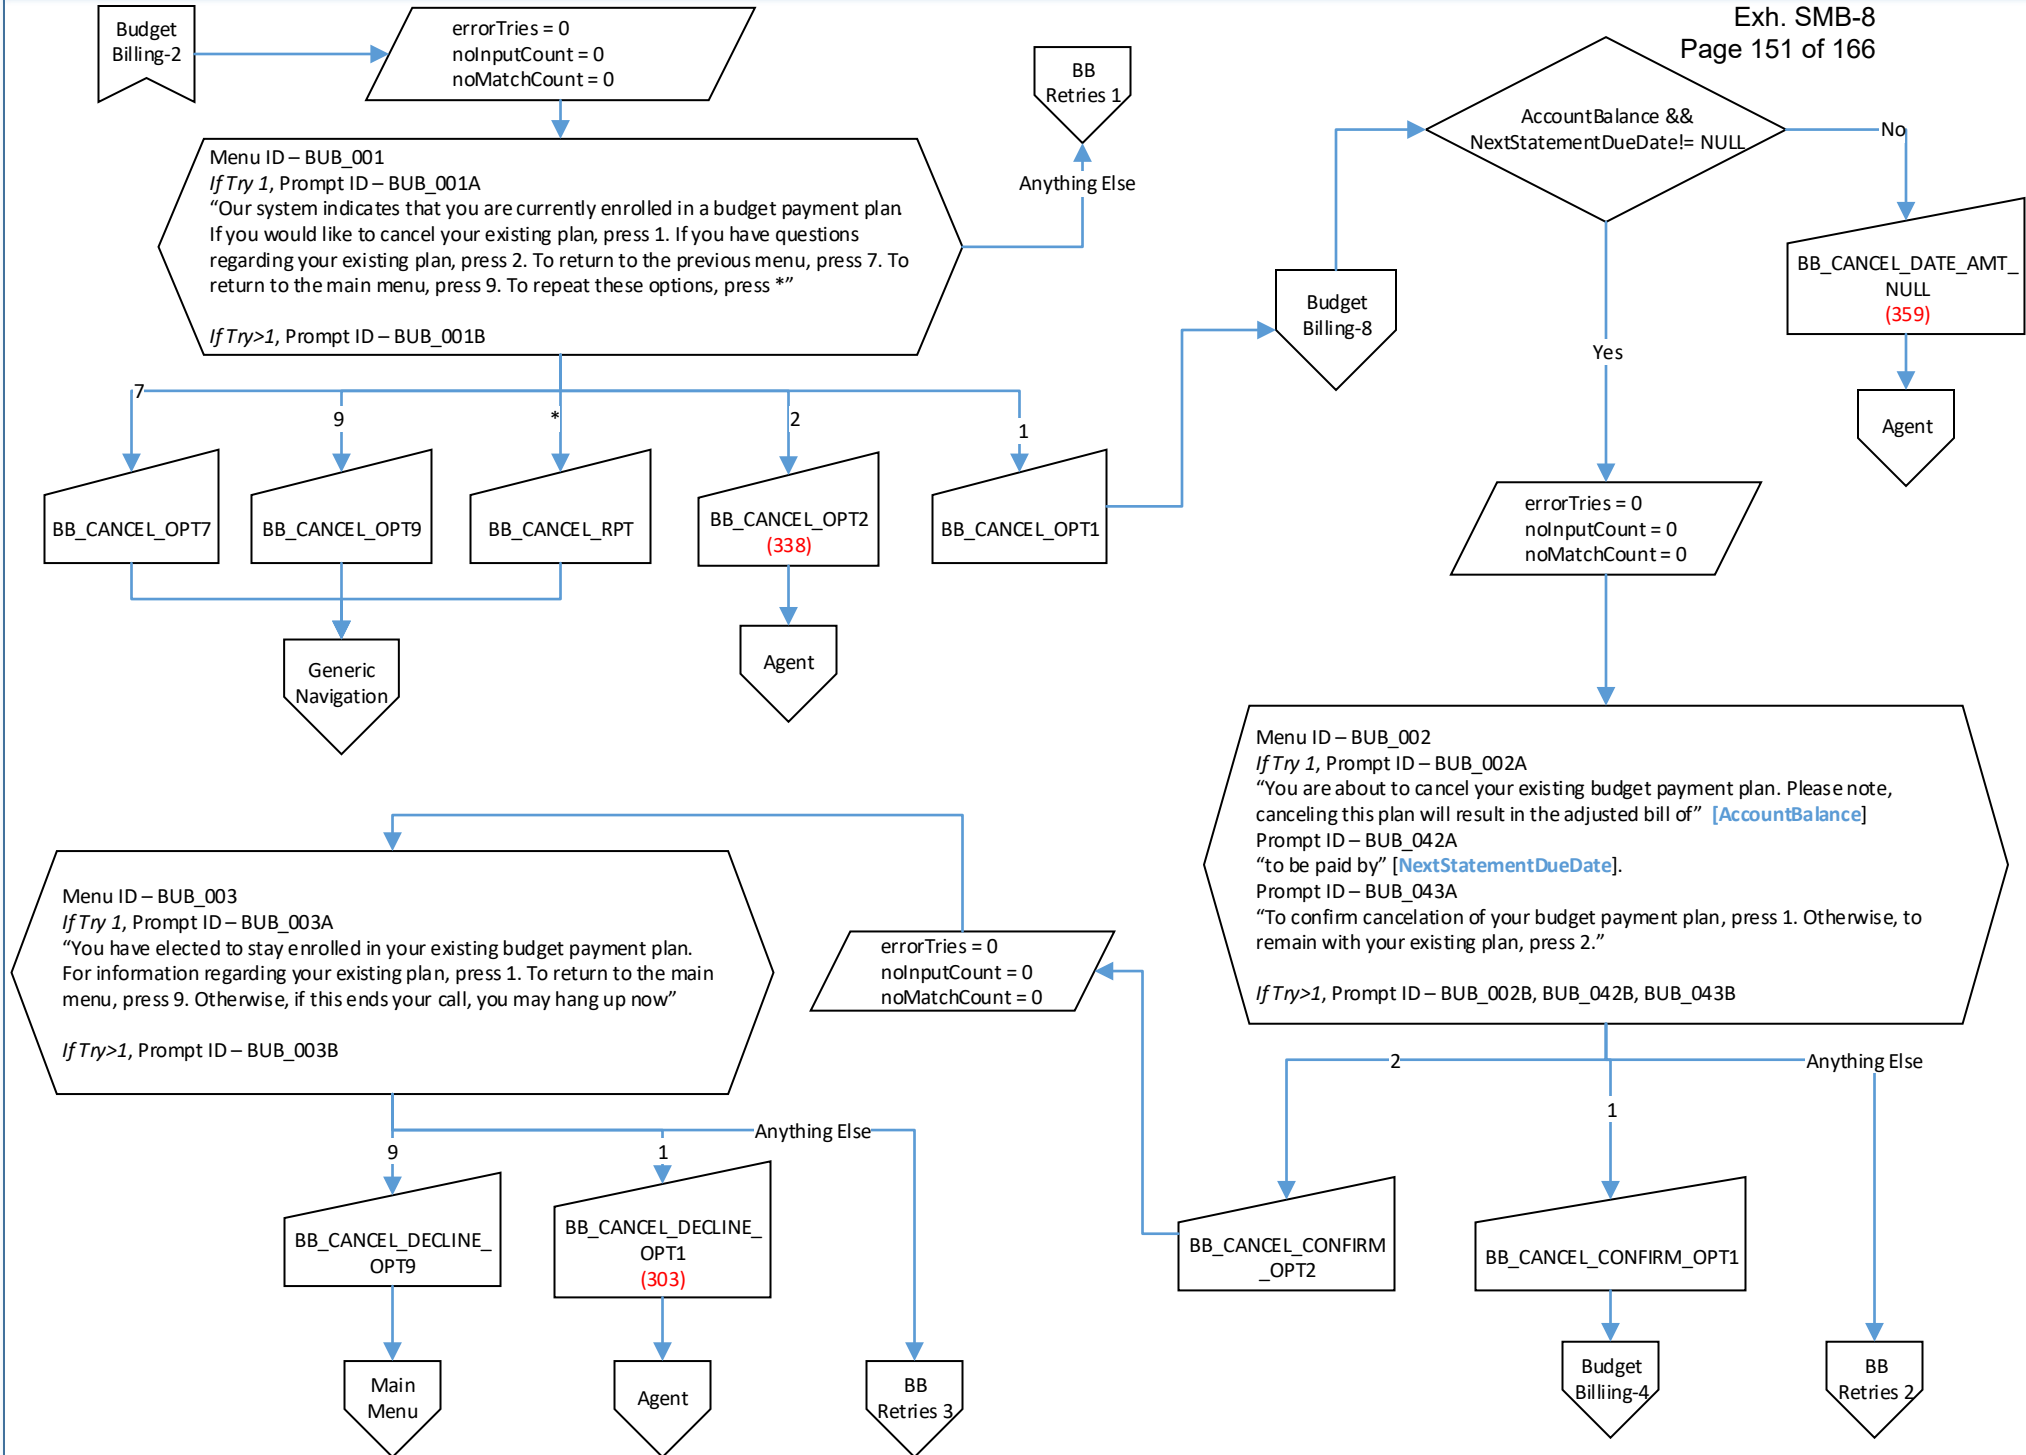 Exh. SMB-8
Page 151 of 166
Budget
Billing-2
errorTries = 0
noInputCount = 0
noMatchCount = 0
BB
Retries 1
Anything Else
Menu ID – BUB_001
If Try 1, Prompt ID – BUB_001A
“Our system indicates that you are currently enrolled in a budget payment plan.
If you would like to cancel your existing plan, press 1. If you have questions
regarding your existing plan, press 2. To return to the previous menu, press 7. To
return to the main menu, press 9. To repeat these options, press *”
If Try>1, Prompt ID – BUB_001B
7
9
*
2
1
BB_CANCEL_OPT7
BB_CANCEL_OPT9
BB_CANCEL_RPT
BB_CANCEL_OPT2
(338)
BB_CANCEL_OPT1
Generic
Navigation
Agent
Budget
Billing-8
AccountBalance &&
NextStatementDueDate!= NULL
No
Yes
BB_CANCEL_DATE_AMT_
NULL
(359)
Agent
errorTries = 0
noInputCount = 0
noMatchCount = 0
Menu ID – BUB_002
If Try 1, Prompt ID – BUB_002A
“You are about to cancel your existing budget payment plan. Please note,
canceling this plan will result in the adjusted bill of” [AccountBalance]
Prompt ID – BUB_042A
“to be paid by” [NextStatementDueDate].
Prompt ID – BUB_043A
“To confirm cancelation of your budget payment plan, press 1. Otherwise, to
remain with your existing plan, press 2.”
If Try>1, Prompt ID – BUB_002B, BUB_042B, BUB_043B
2
1
Anything Else
BB_CANCEL_CONFIRM
_OPT2
BB_CANCEL_CONFIRM_OPT1
Budget
Billiing-4
BB
Retries 2
errorTries = 0
noInputCount = 0
noMatchCount = 0
Menu ID – BUB_003
If Try 1, Prompt ID – BUB_003A
“You have elected to stay enrolled in your existing budget payment plan.
For information regarding your existing plan, press 1. To return to the main
menu, press 9. Otherwise, if this ends your call, you may hang up now”
If Try>1, Prompt ID – BUB_003B
9
1
Anything Else
BB_CANCEL_DECLINE_
OPT9
BB_CANCEL_DECLINE_
OPT1
(303)
Main
Menu
Agent
BB
Retries 3